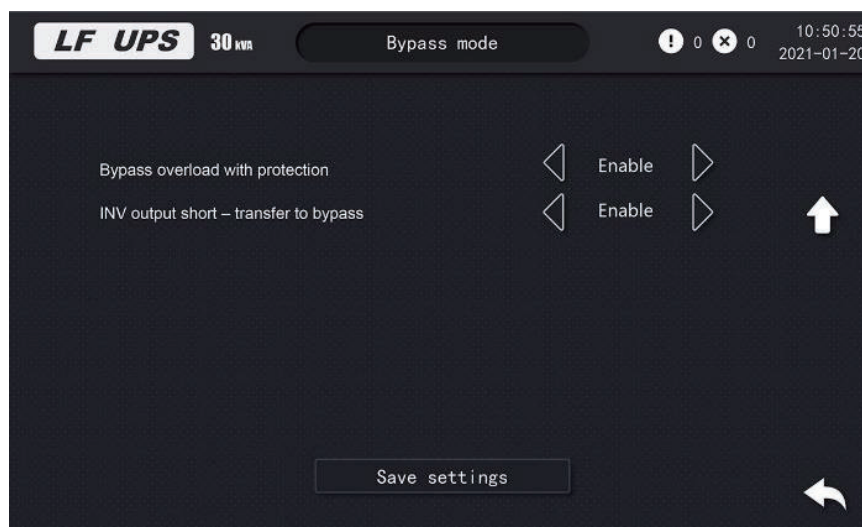 LF UPS 30 KVA Bypass mode ! 0 × 0 10:50:55
2021-01-20
Bypass overload with protection Enable
INV output short – transfer to bypass Enable
Save settings